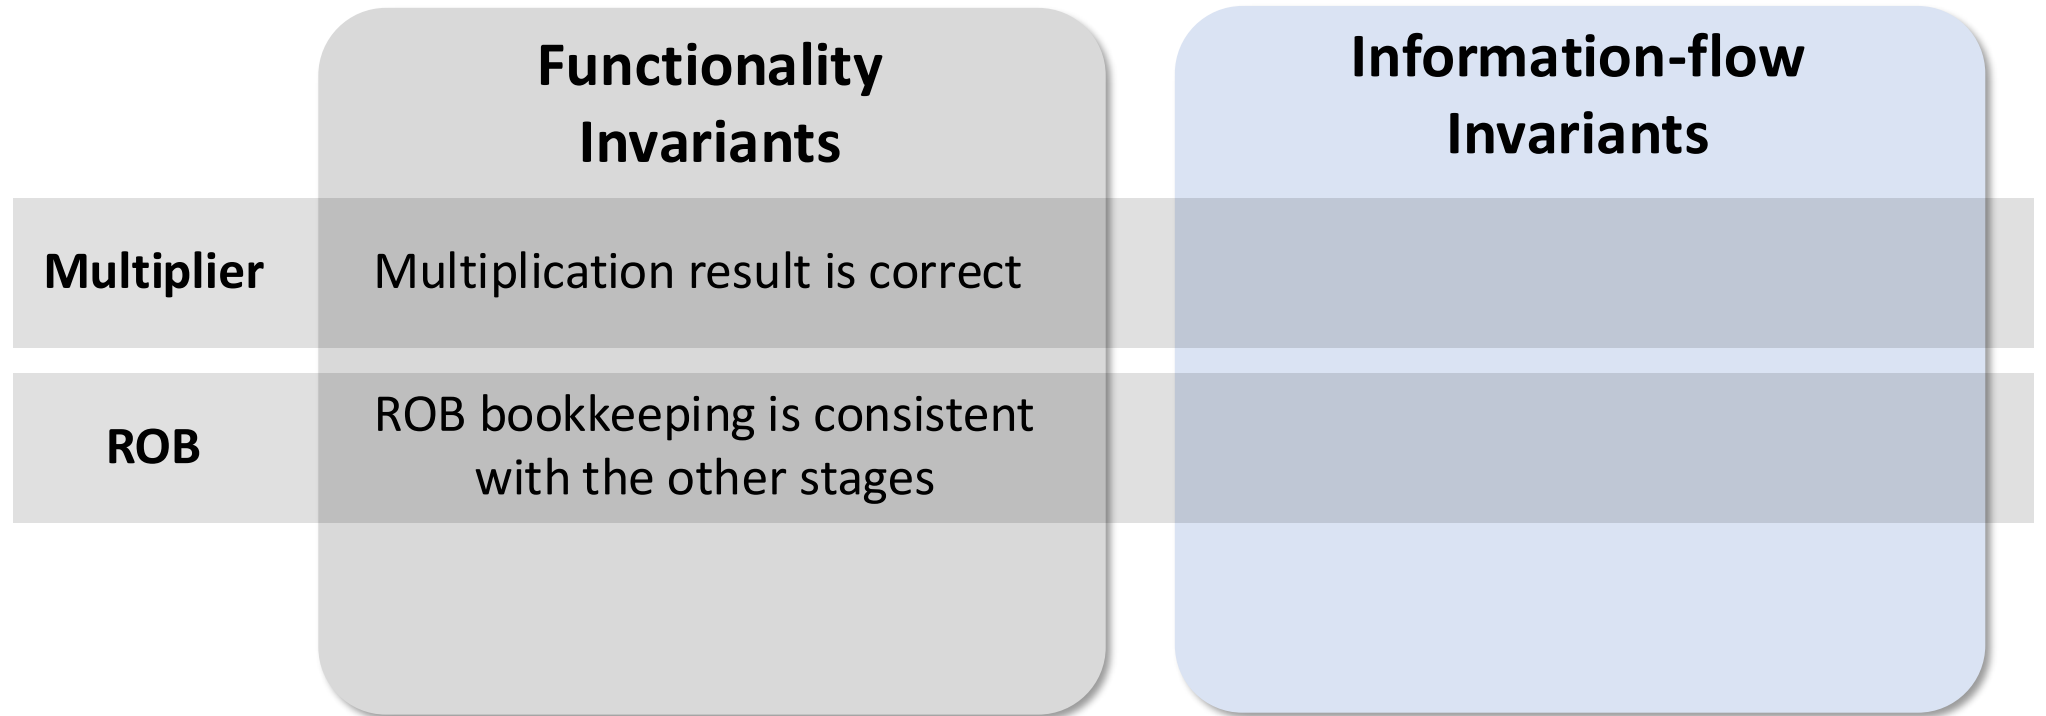 Functionality
Invariants
Information-flow
Invariants
Multiplier
Multiplication result is correct
ROB
ROB bookkeeping is consistent
with the other stages